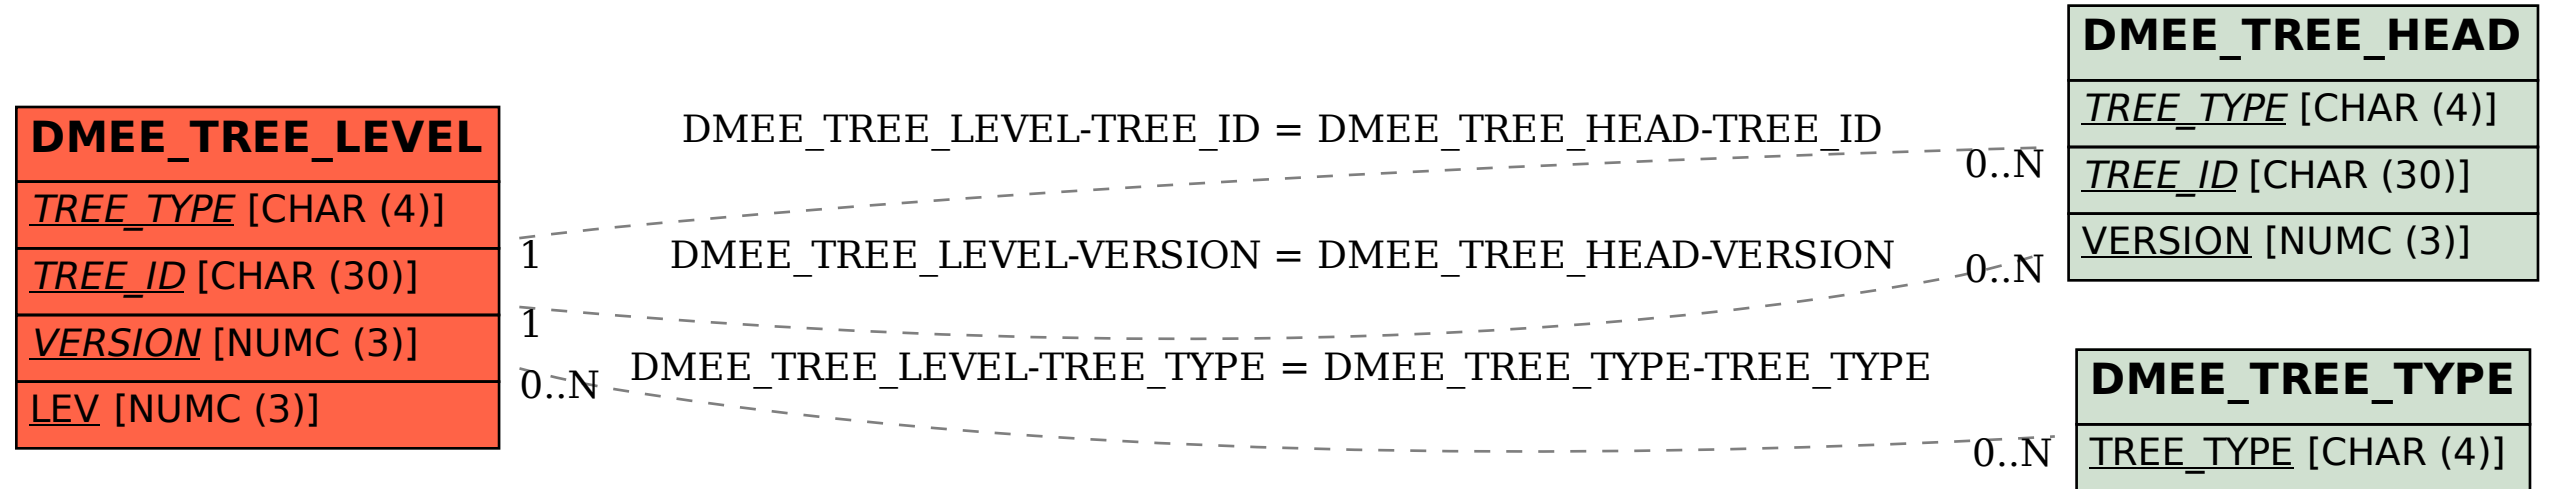 DMEE_TREE_LEVEL
TREE_TYPE [CHAR (4)]
TREE_ID [CHAR (30)]
VERSION [NUMC (3)]
LEV [NUMC (3)]
DMEE_TREE_LEVEL-TREE_ID = DMEE_TREE_HEAD-TREE_ID
1
0..N
DMEE_TREE_LEVEL-VERSION = DMEE_TREE_HEAD-VERSION
1
0..N
DMEE_TREE_LEVEL-TREE_TYPE = DMEE_TREE_TYPE-TREE_TYPE
0..N
0..N
DMEE_TREE_HEAD
TREE_TYPE [CHAR (4)]
TREE_ID [CHAR (30)]
VERSION [NUMC (3)]
DMEE_TREE_TYPE
TREE_TYPE [CHAR (4)]